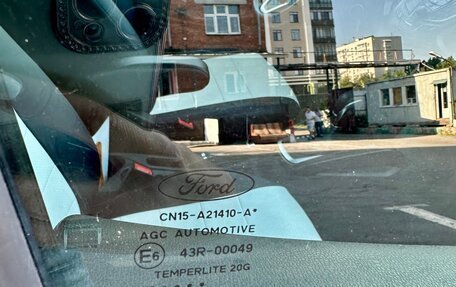 Ford
CN15-A21410-A*
AGC AUTOMOTIVE
E6 43R-00049
TEMPERLITE 20G